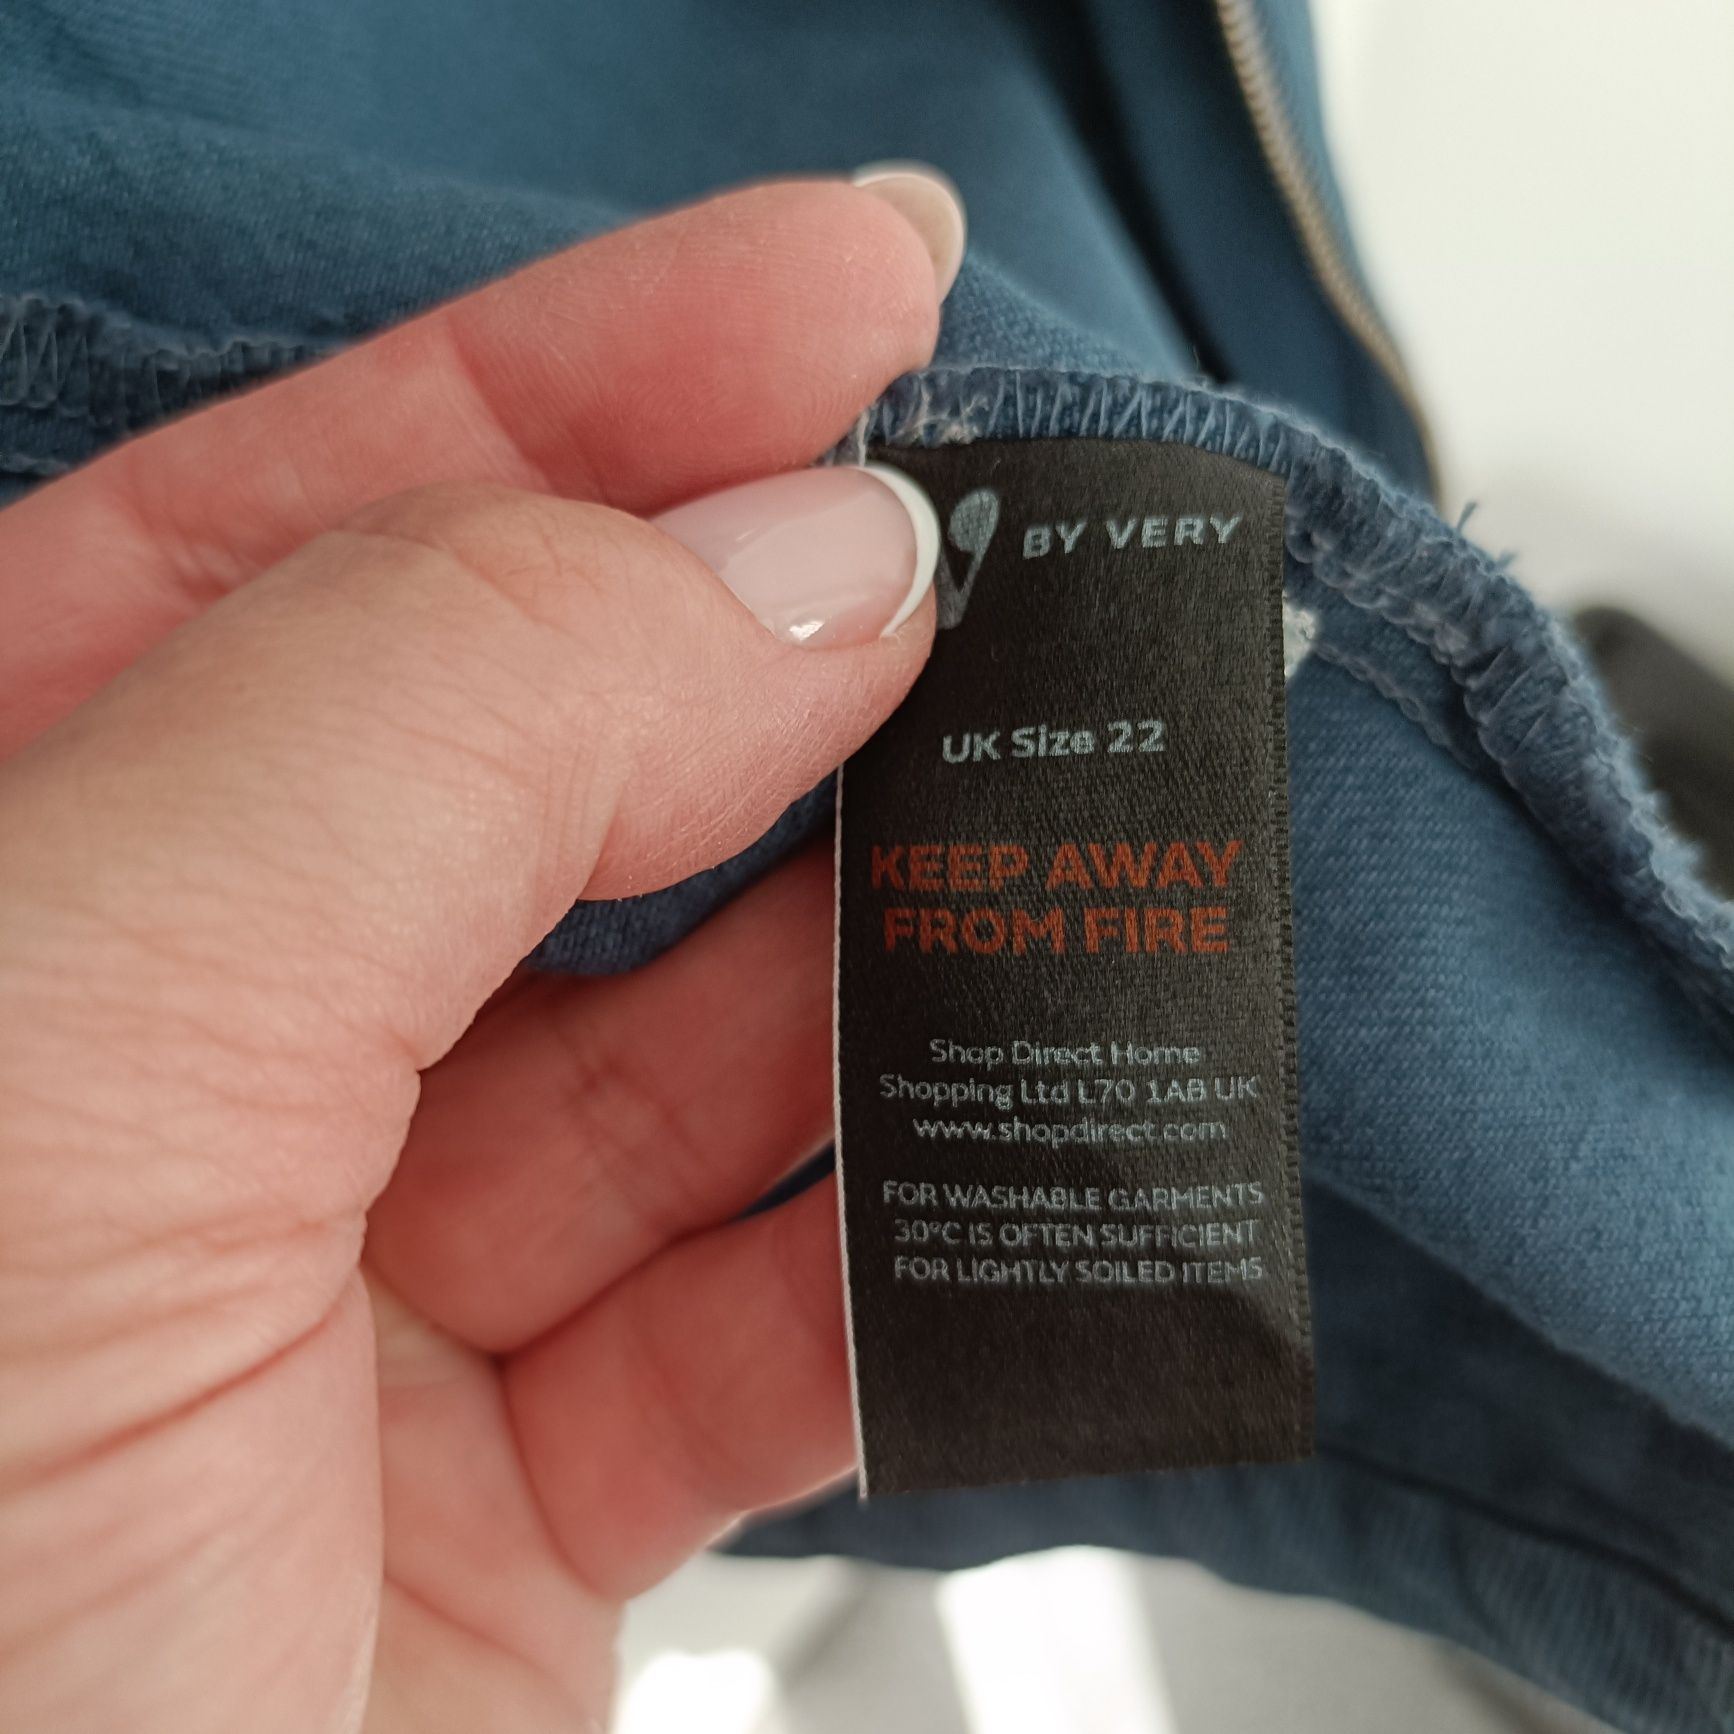 V BY VERY
UK Size 22
KEEP AWAY
FROM FIRE
Shop Direct Home
Shopping Ltd L70 1AB UK
www.shopdirect.com
FOR WASHABLE GARMENTS
30°C IS OFTEN SUFFICIENT
FOR LIGHTLY SOILED ITEMS